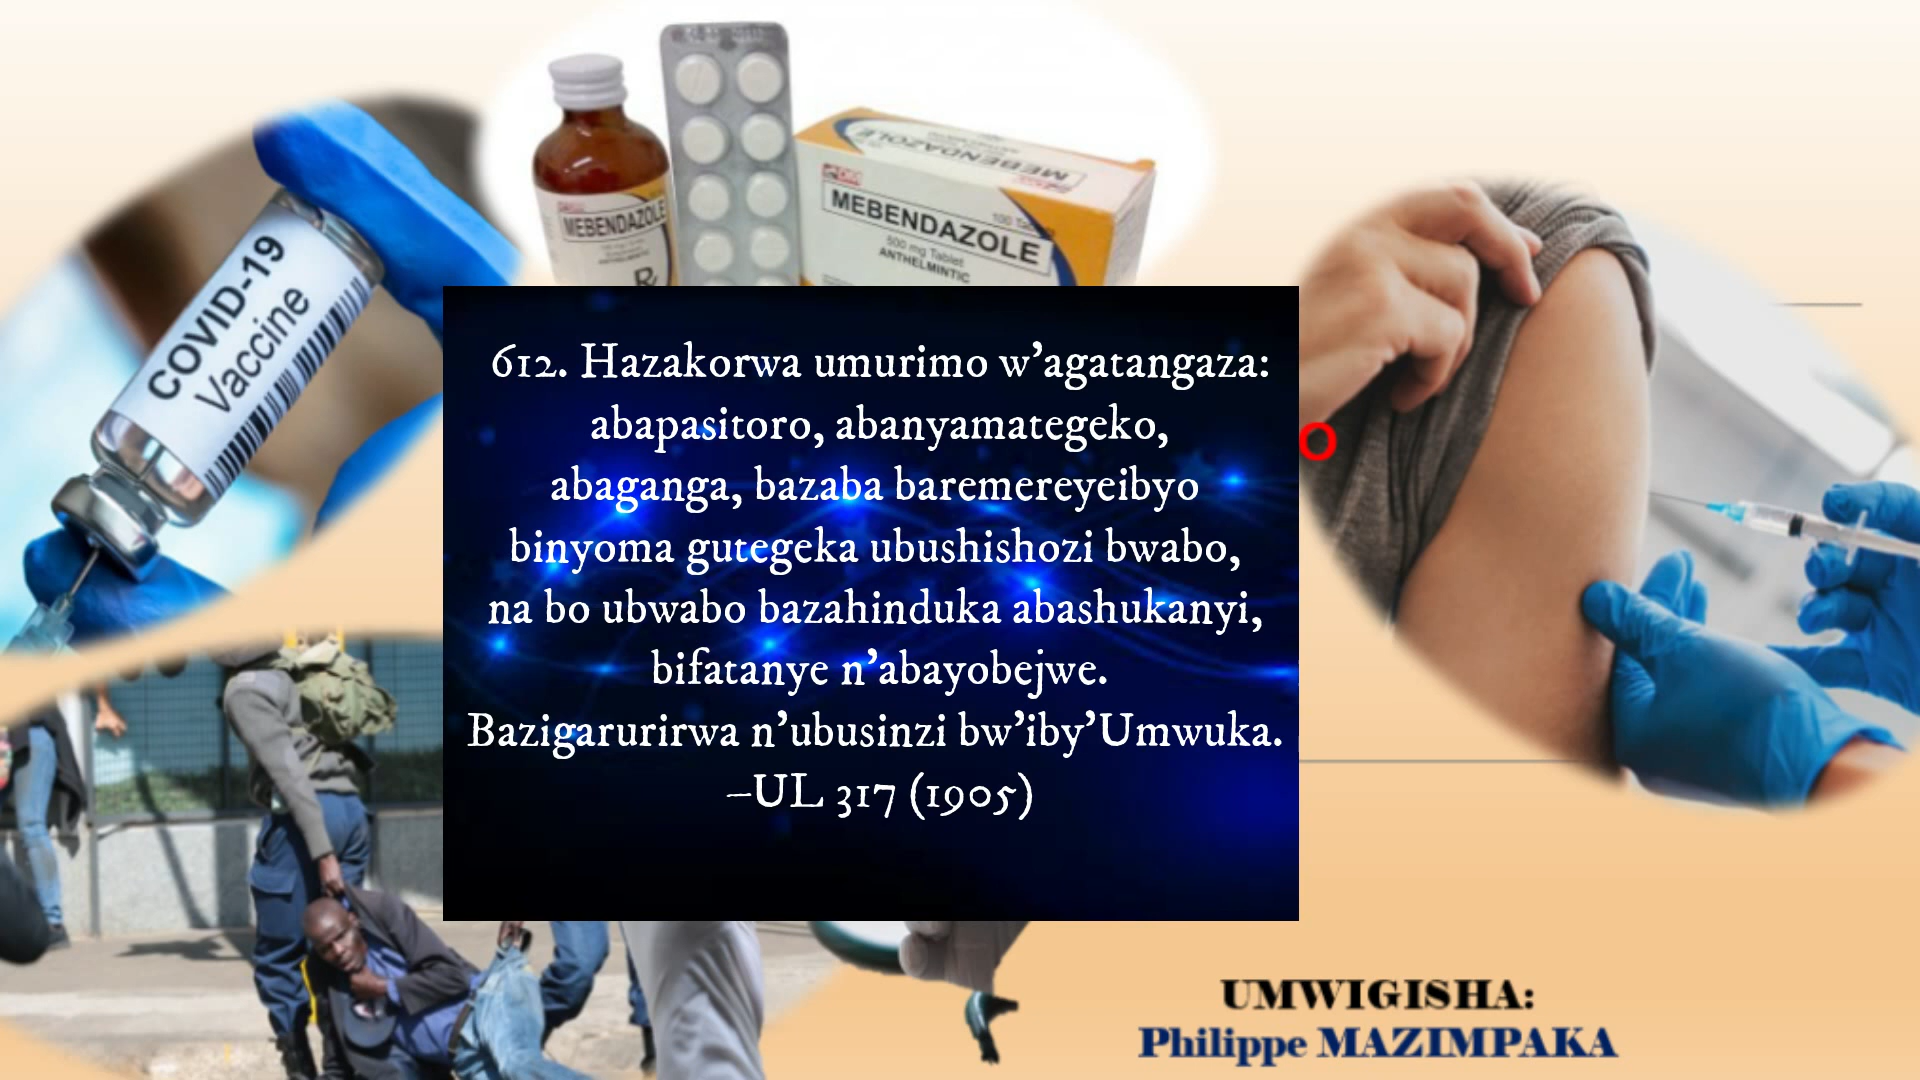 COVID-19
Vaccine
MEBENDAZOLE
MEBENDAZOLE
MEBENDAZOLE
500 mg Tablet
ANTHELMINTIC
612. Hazakorwa umurimo w’agatangaza:
abapasitoro, abanyamategeko,
abaganga, bazaba baremereyeibyo
binyoma gutegeka ubushishozi bwabo,
na bo ubwabo bazahinduka abashukanyi,
bifatanye n’abayobejwe.
Bazigarurirwa n’ubusinzi bw’iby’Umwuka.
–UL 317 (1905)
O
UMWIGISHA:
Philippe MAZIMPAKA